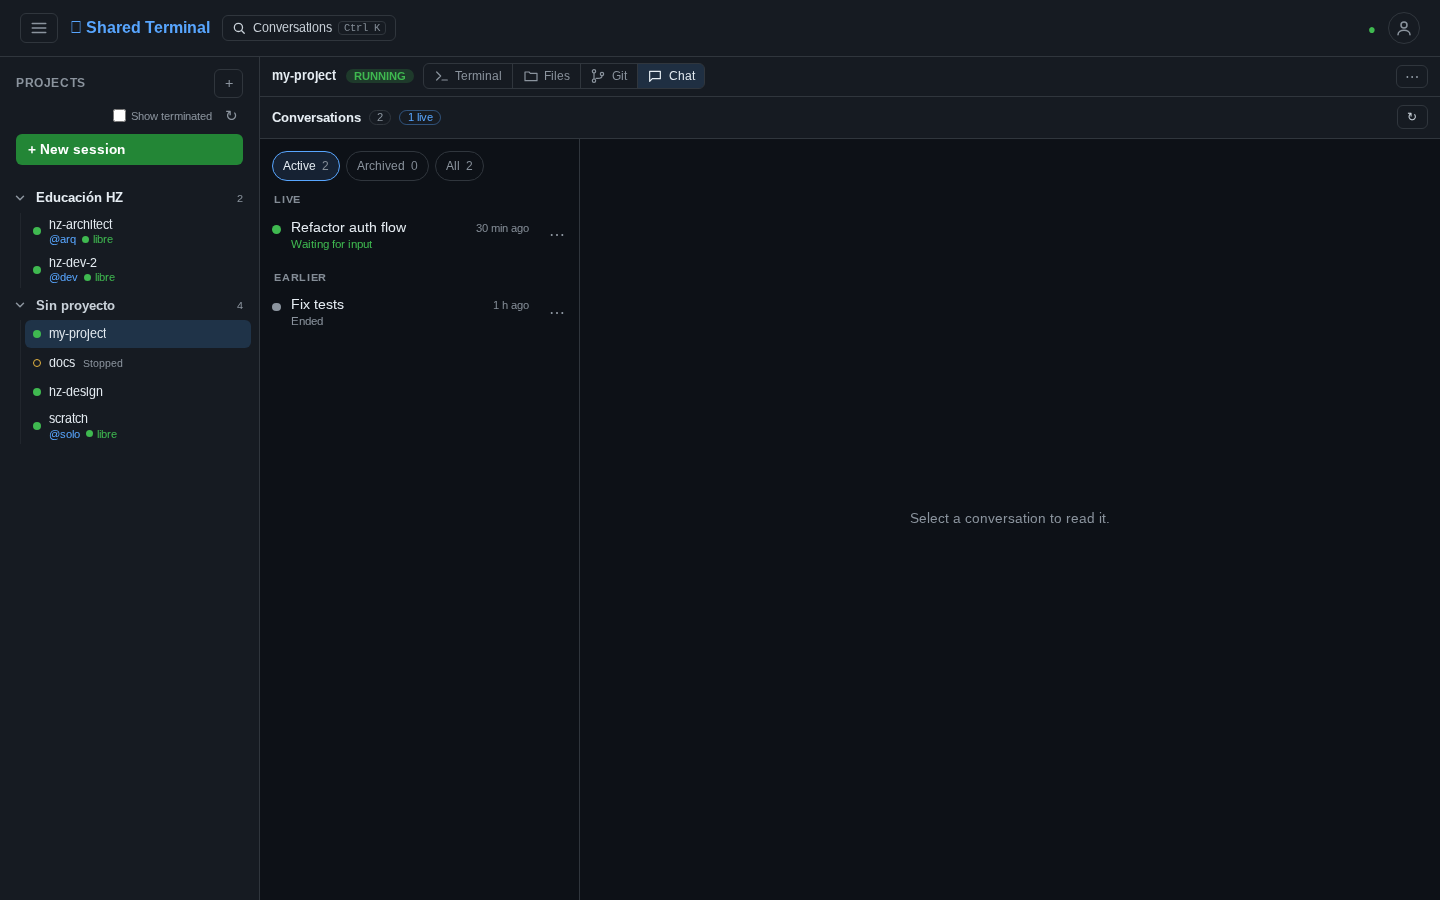 Shared Terminal
Conversations Ctrl K
PROJECTS +
Show terminated ↻
+ New session
Educación HZ 2
hz-architect
@arq libre
hz-dev-2
@dev libre
Sin proyecto 4
my-project
docs Stopped
hz-design
scratch
@solo libre
my-project RUNNING Terminal Files Git Chat ⋯
Conversations 2 1 live ↻
Active 2 Archived 0 All 2
LIVE
Refactor auth flow 30 min ago ⋯
Waiting for input
EARLIER
Fix tests 1 h ago ⋯
Ended
Select a conversation to read it.